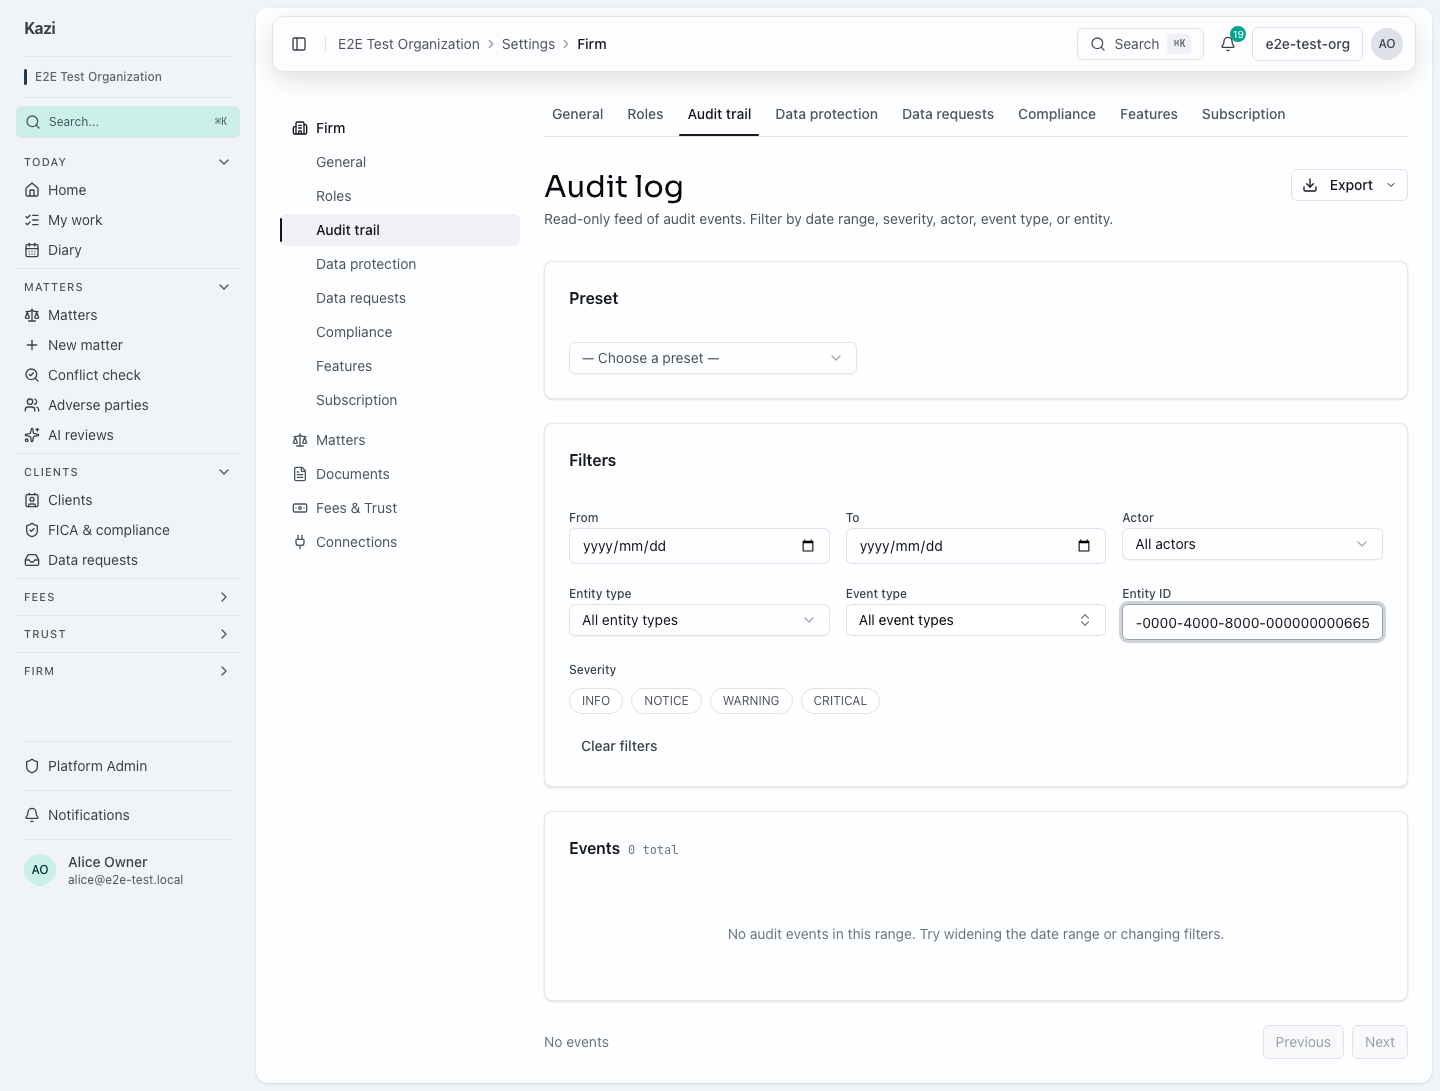 Kazi
E2E Test Organization
Search... ⌘K
TODAY
Home
My work
Diary
MATTERS
Matters
New matter
Conflict check
Adverse parties
AI reviews
CLIENTS
Clients
FICA & compliance
Data requests
FEES
TRUST
FIRM
Platform Admin
Notifications
AO
Alice Owner
alice@e2e-test.local
E2E Test Organization > Settings > Firm
Search ⌘K
19
e2e-test-org
AO
Firm
General
Roles
Audit trail
Data protection
Data requests
Compliance
Features
Subscription
Matters
Documents
Fees & Trust
Connections
General Roles Audit trail Data protection Data requests Compliance Features Subscription
Audit log
Export
Read-only feed of audit events. Filter by date range, severity, actor, event type, or entity.
Preset
— Choose a preset —
Filters
From To Actor
yyyy/mm/dd yyyy/mm/dd All actors
Entity type Event type Entity ID
All entity types All event types -0000-4000-8000-000000000665
Severity
INFO NOTICE WARNING CRITICAL
Clear filters
Events 0 total
No audit events in this range. Try widening the date range or changing filters.
No events
Previous Next